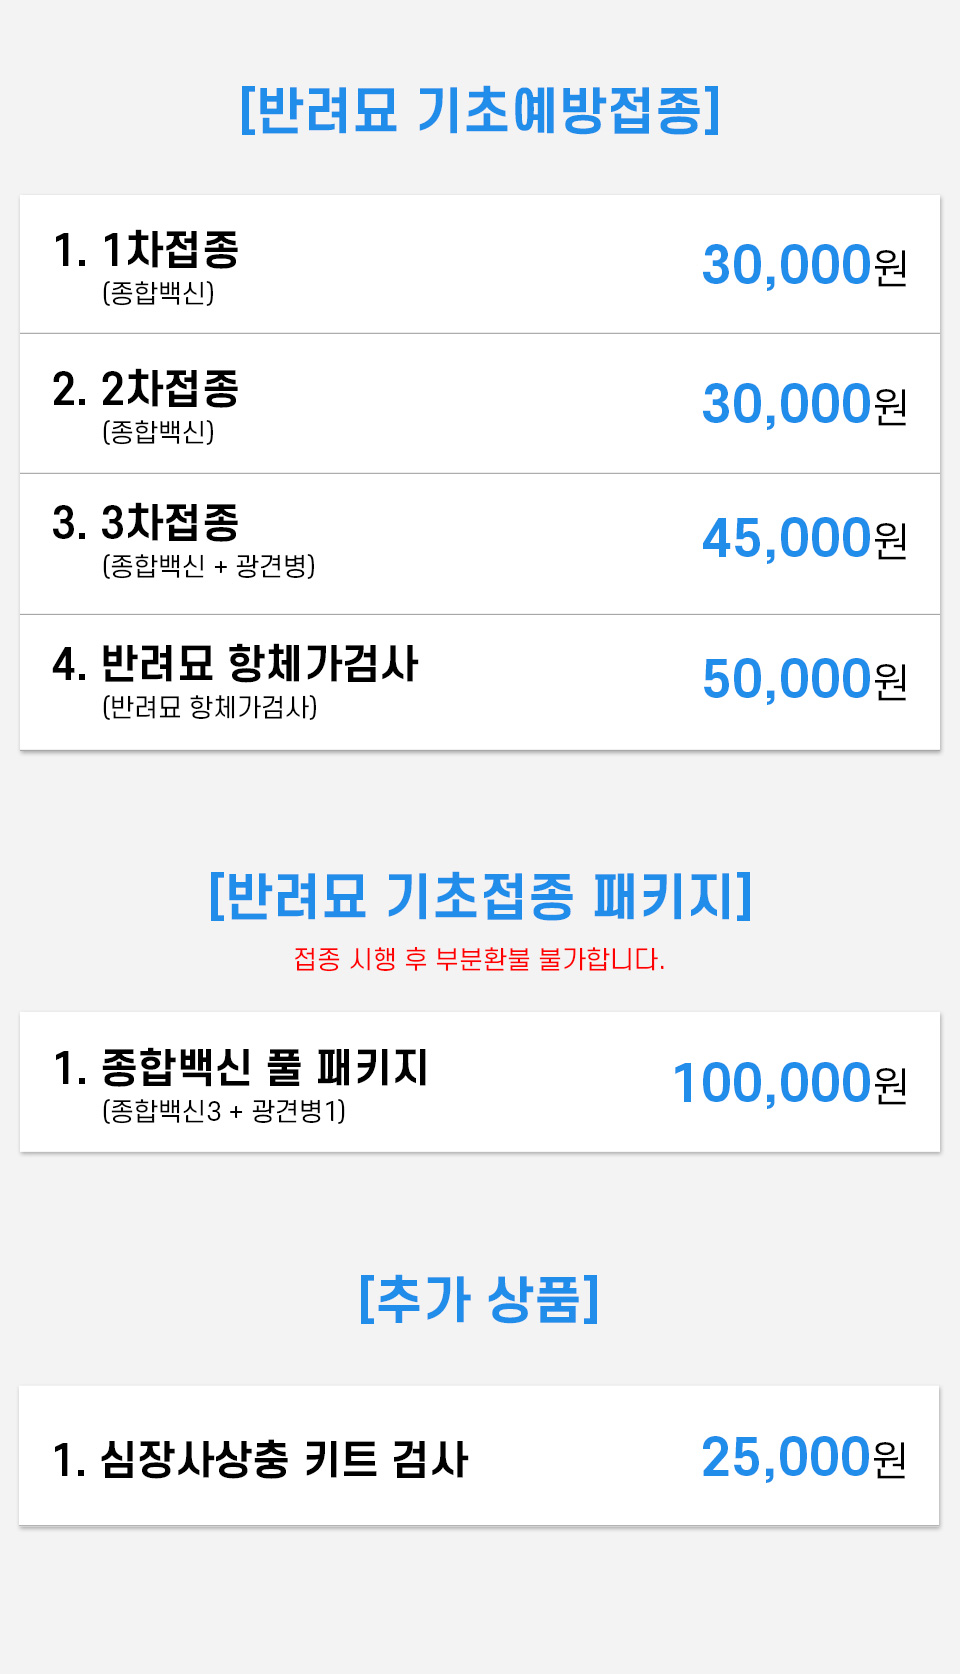 [반려묘 기초예방접종]
1. 1차접종
(종합백신)
30,000원
2. 2차접종
(종합백신)
30,000원
3. 3차접종
(종합백신 + 광견병)
45,000원
4. 반려묘 항체가검사
(반려묘 항체가검사)
50,000원
[반려묘 기초접종 패키지]
접종 시행 후 부분환불 불가합니다.
1. 종합백신 풀 패키지
(종합백신3 + 광견병1)
100,000원
[추가 상품]
1. 심장사상충 키트 검사
25,000원